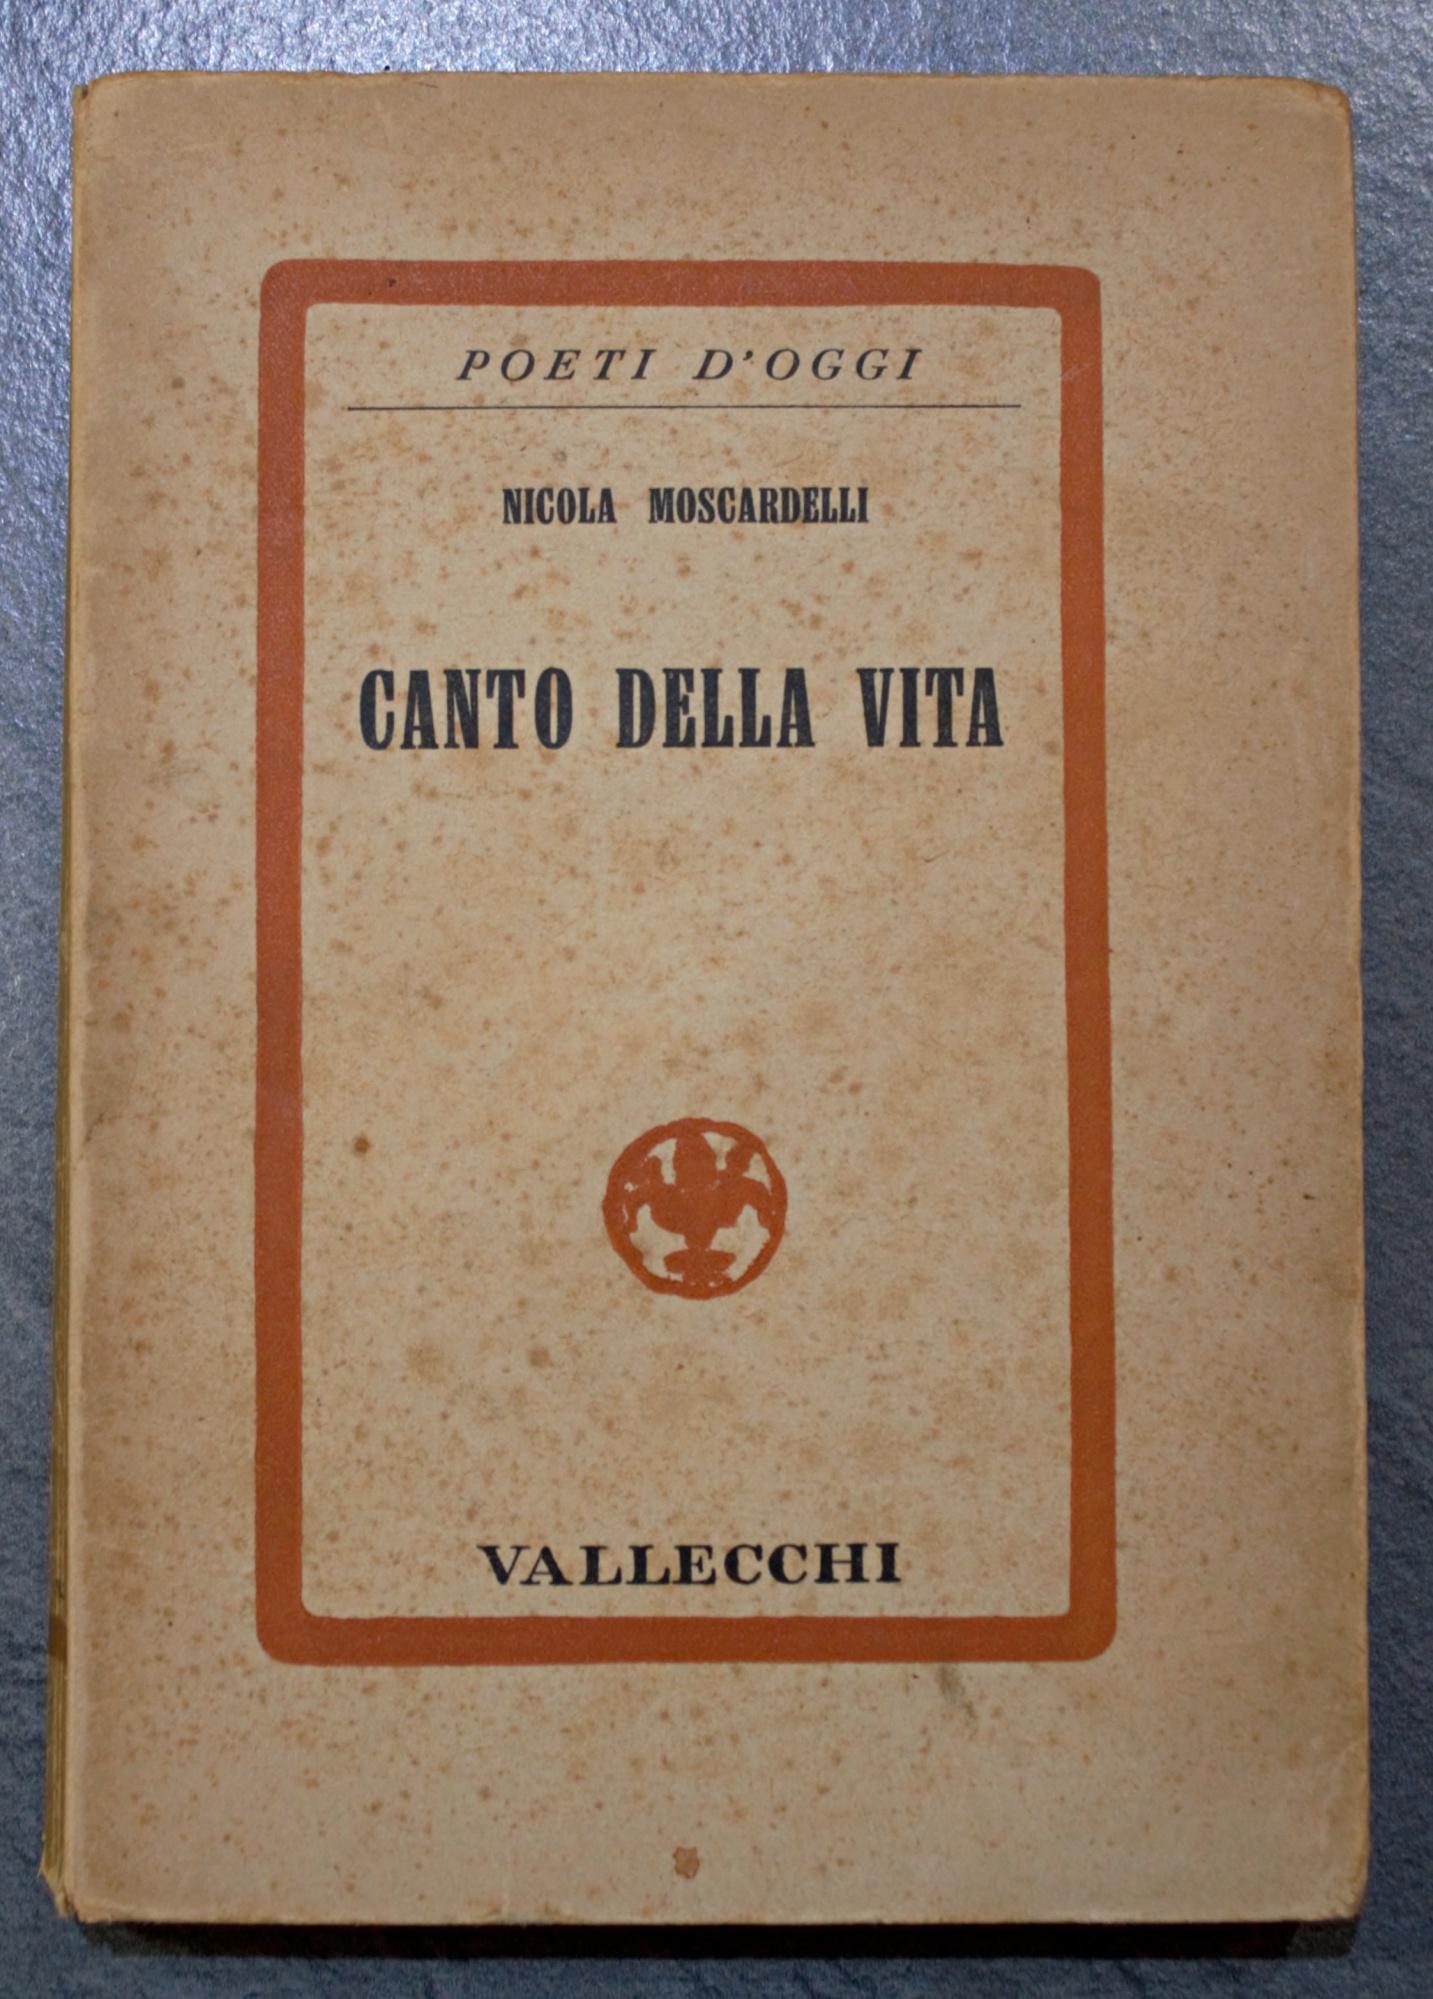 POETI D'OGGI
NICOLA MOSCARDELLI
CANTO DELLA VITA
VALLECCHI